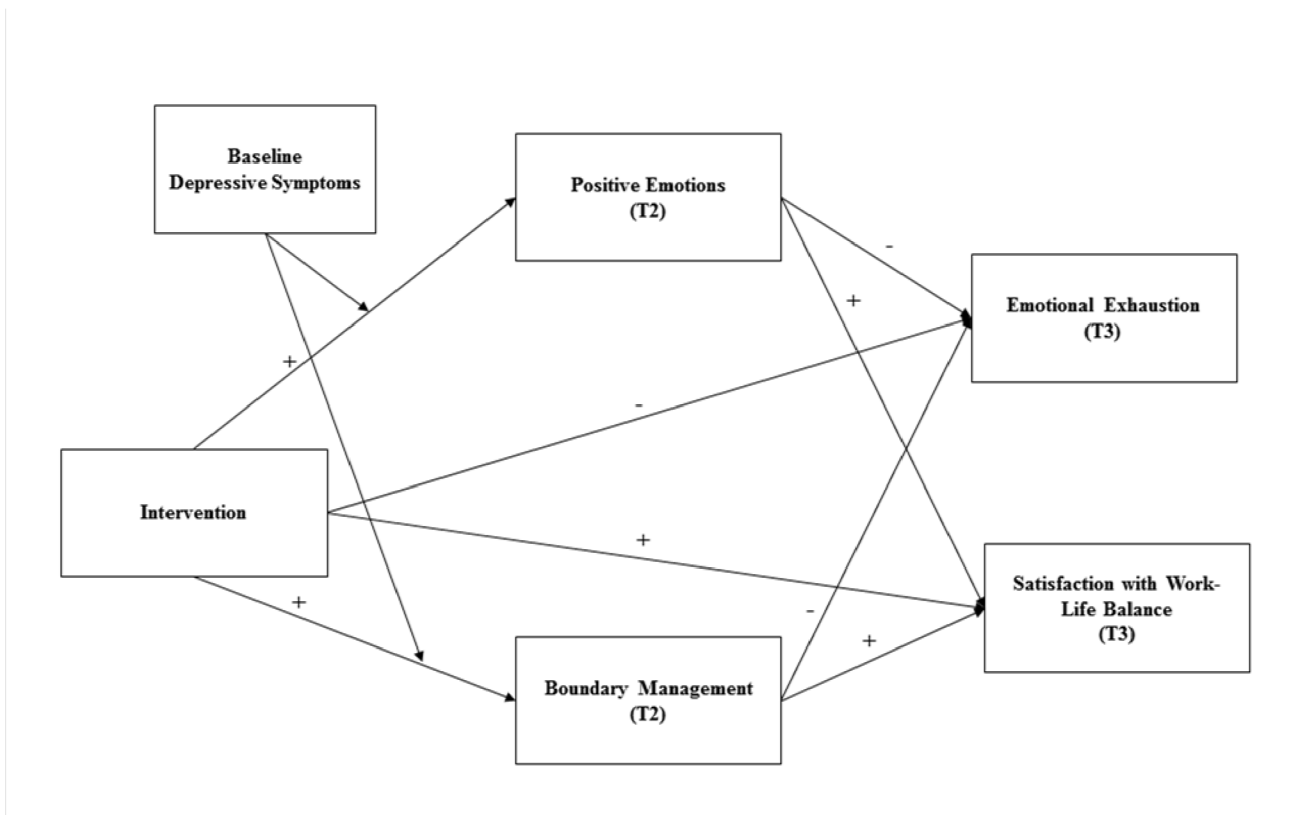 Baseline
Depressive Symptoms
Positive Emotions
(T2)
-
+
Emotional Exhaustion
(T3)
+
-
Intervention
+
+
Satisfaction with Work-
Life Balance
(T3)
-
+
Boundary Management
(T2)